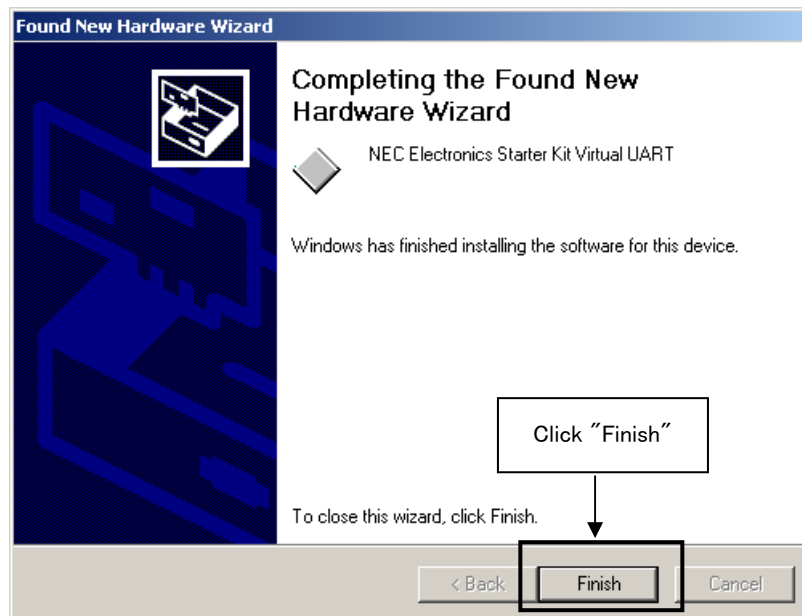 Found New Hardware Wizard
Completing the Found New
Hardware Wizard
NEC Electronics Starter Kit Virtual UART
Windows has finished installing the software for this device.
Click "Finish"
To close this wizard, click Finish.
< Back
Finish
Cancel